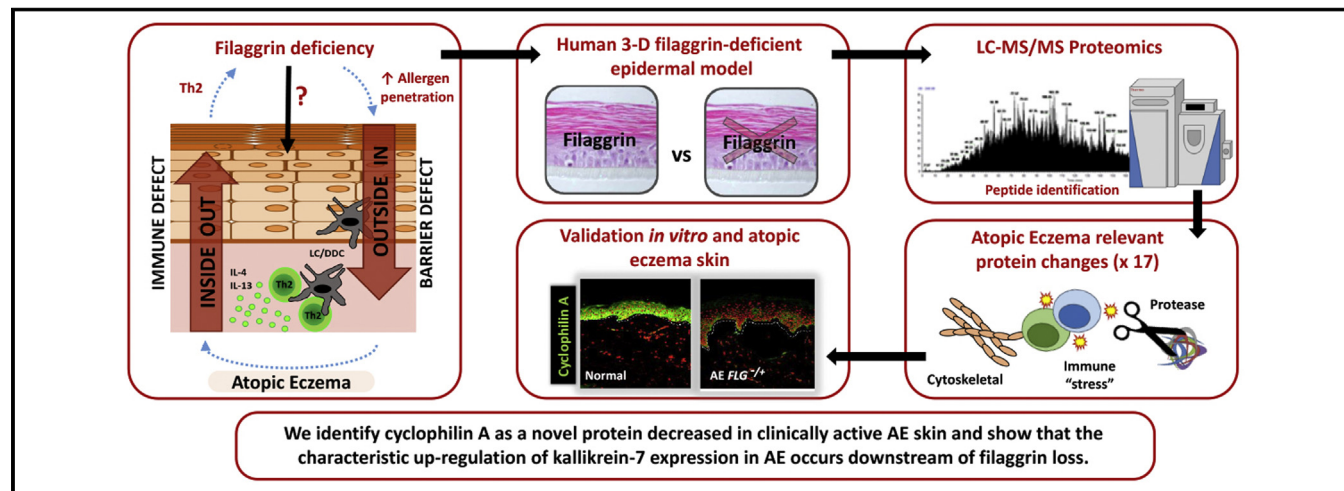 Filaggrin deficiency
Th2
?
↑ Allergen
penetration
IMMUNE DEFECT
INSIDE OUT
OUTSIDE IN
BARRIER DEFECT
LC/DDC
IL-4
IL-13
Th2
Th2
Atopic Eczema
Human 3-D filaggrin-deficient
epidermal model
Filaggrin
vs
Filaggrin
LC-MS/MS Proteomics
Peptide identification
Atopic Eczema relevant
protein changes (x 17)
Protease
Cytoskeletal
Immune
“stress”
Validation in vitro and atopic
eczema skin
Cyclophilin A
Normal
AE FLG -/+
We identify cyclophilin A as a novel protein decreased in clinically active AE skin and show that the
characteristic up-regulation of kallikrein-7 expression in AE occurs downstream of filaggrin loss.